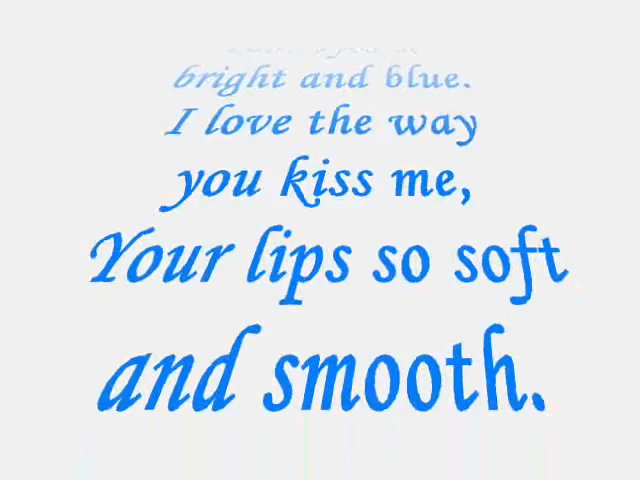 bright and blue.
I love the way
you kiss me,
Your lips so soft
and smooth.